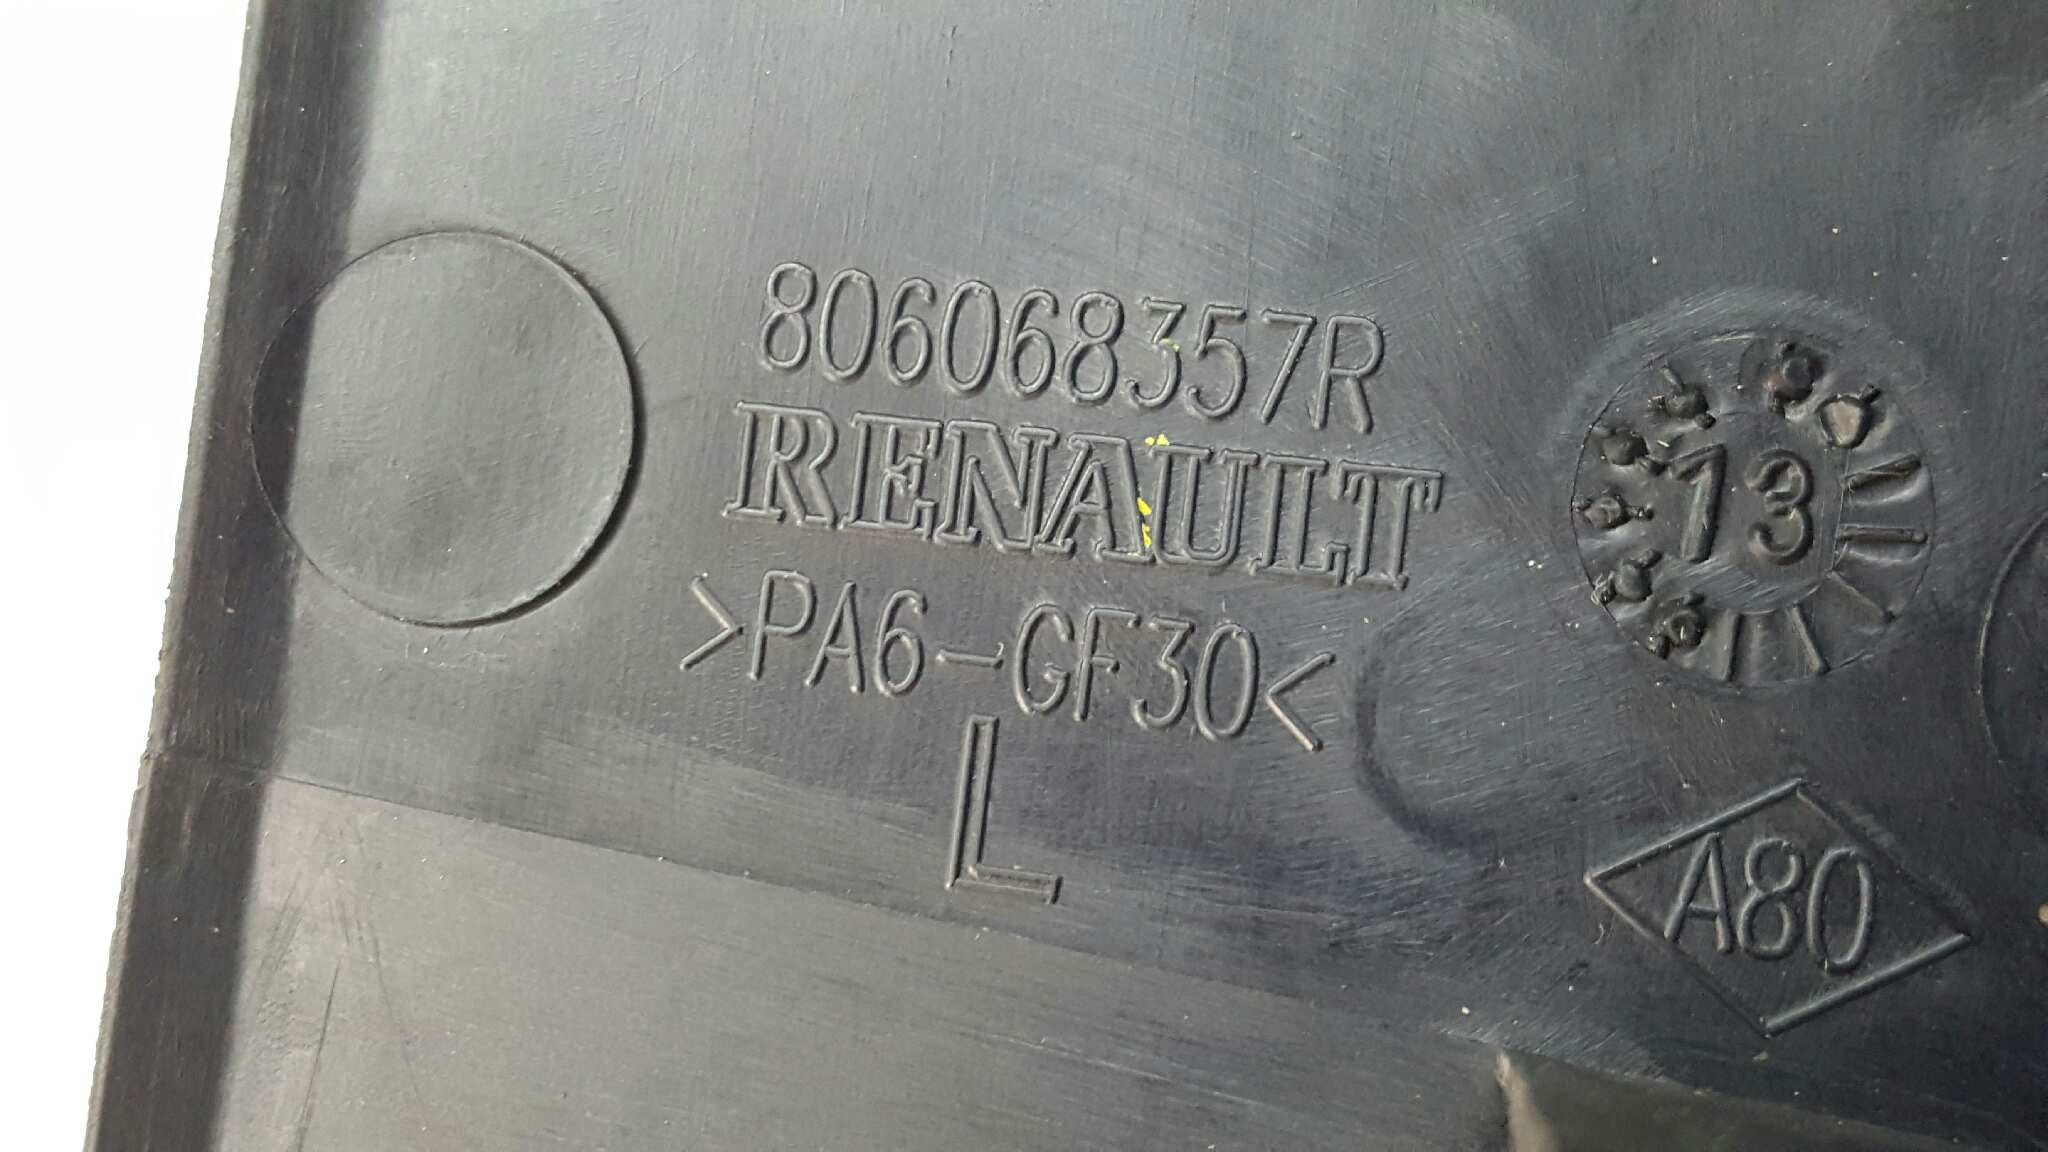 806068357R
RENAULT
>PA6-GF30<
L
13
A80